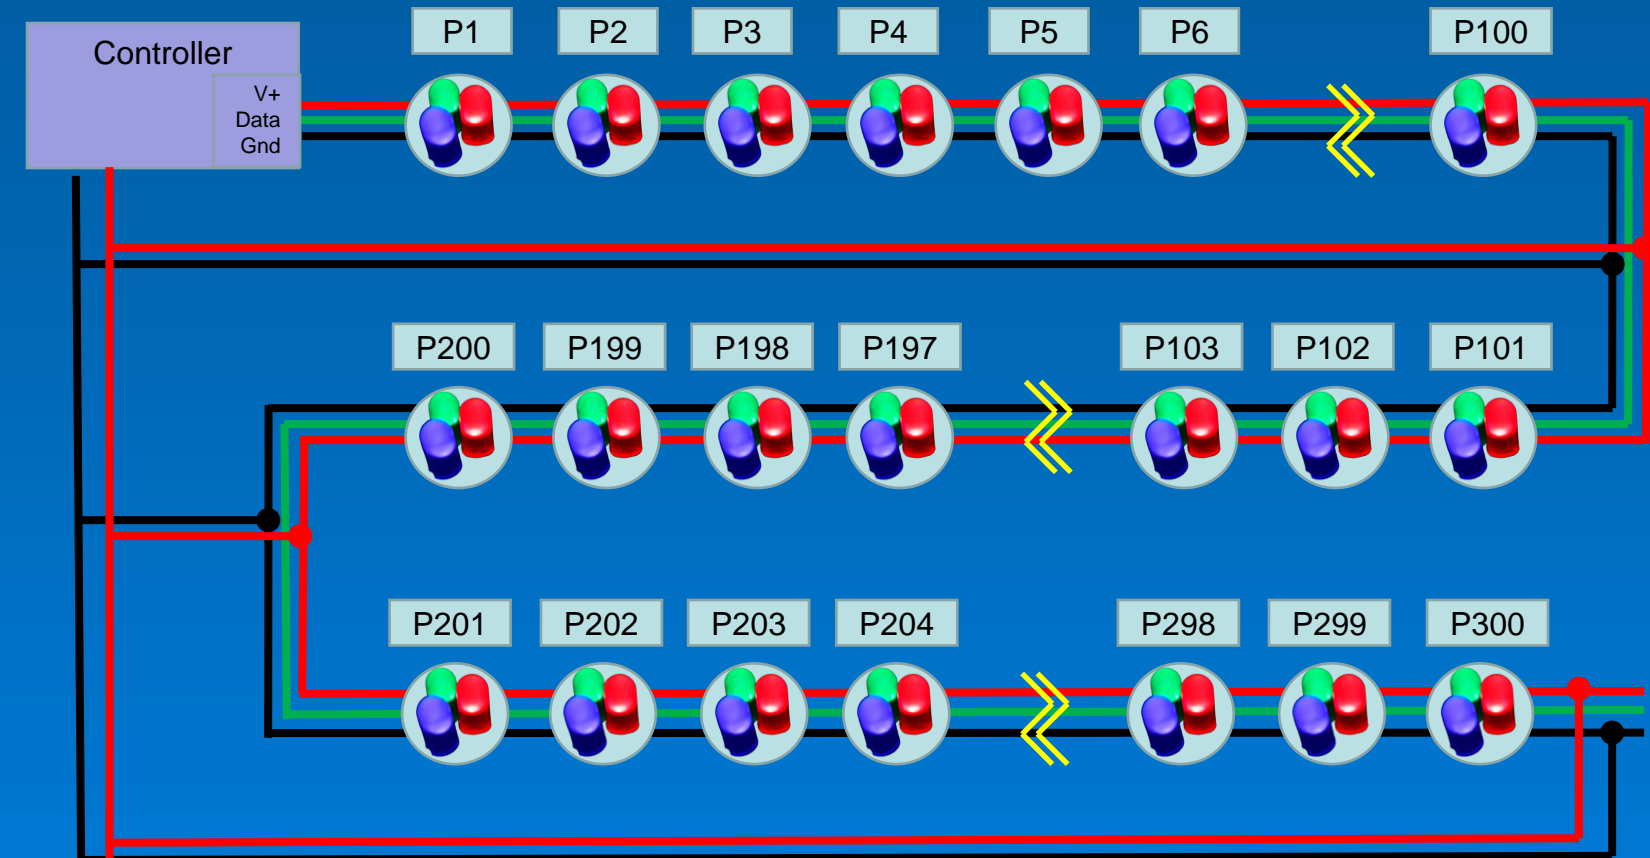 Controller
V+
Data
Gnd
P1 P2 P3 P4 P5 P6 P100
P200 P199 P198 P197 P103 P102 P101
P201 P202 P203 P204 P298 P299 P300